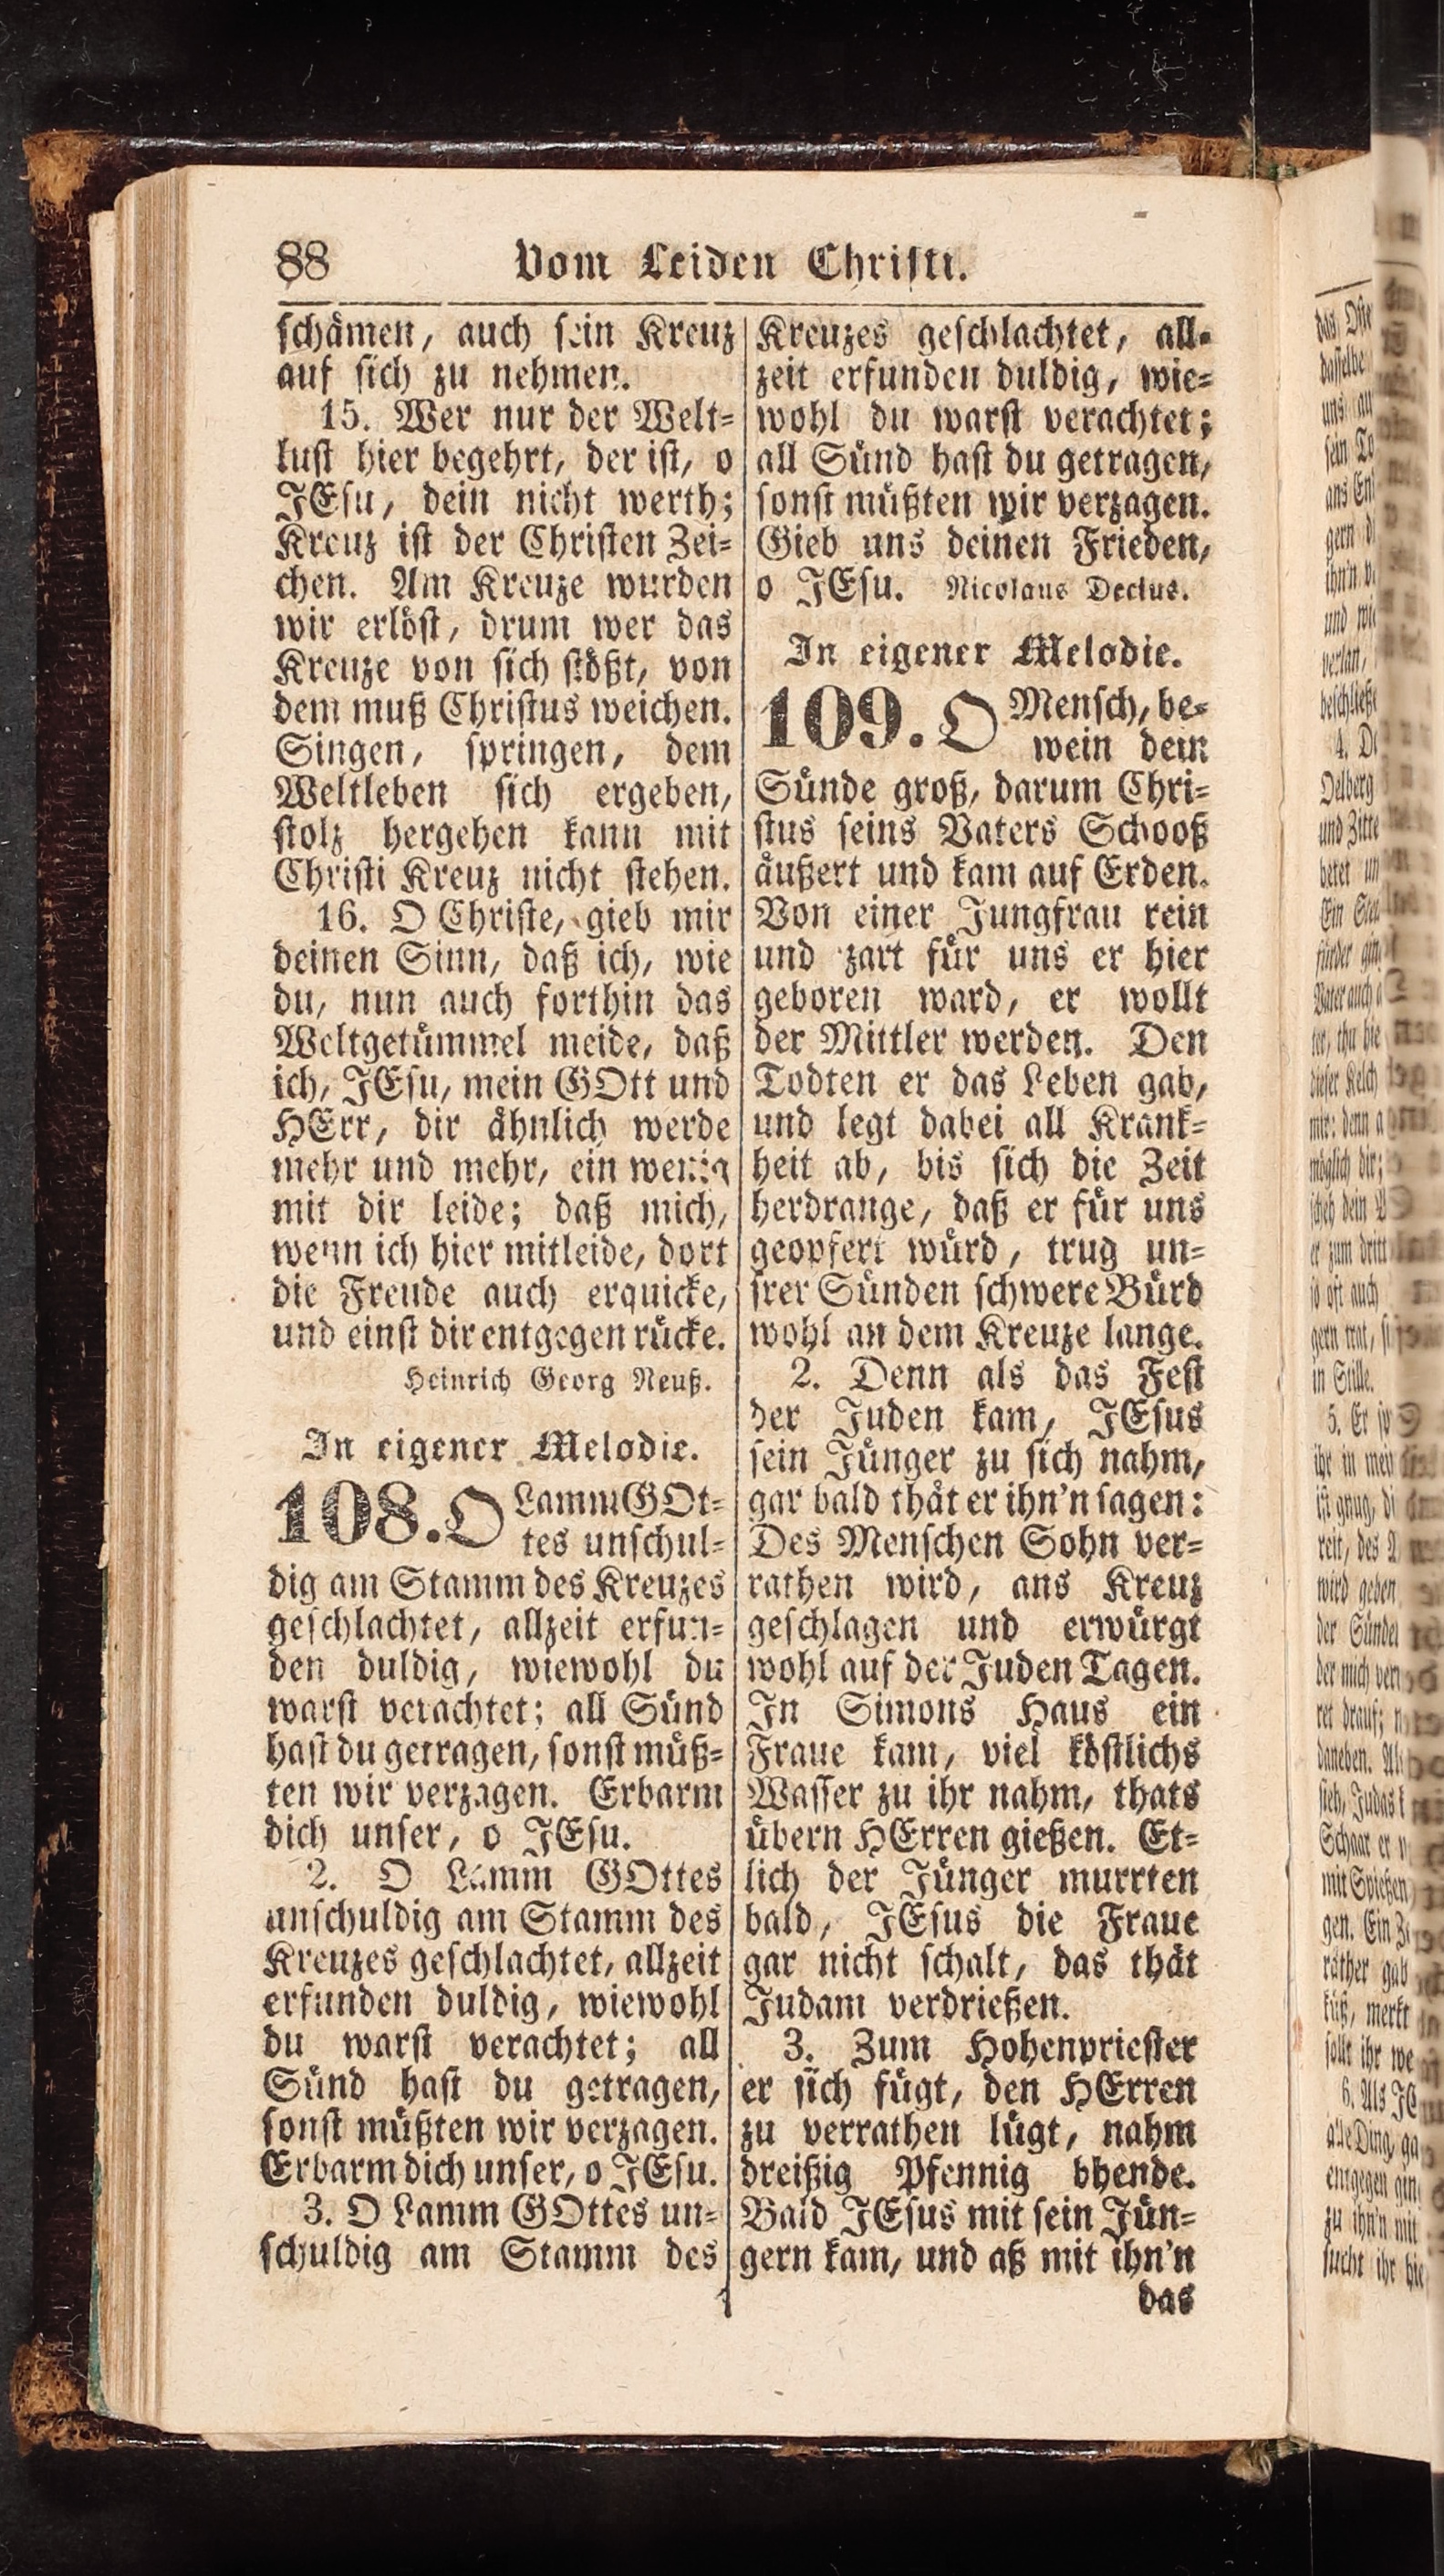 88 Vom Leiden Christi.
schämen, auch sein Kreuz
auf sich zu nehmen.
15. Wer nur der Welt-
lust hier begehrt, der ist, o
JEsu, dein nicht werth;
Kreuz ist der Christen Zei-
chen. Am Kreuze wurden
wir erlöst, drum wer das
Kreuze von sich stößt, von
dem muß Christus weichen.
Singen, springen, dem
Weltleben sich ergeben,
stolz hergehen kann mit
Christi Kreuz nicht stehen.
16. O Christe, gieb mir
deinen Sinn, daß ich, wie
du, nun auch forthin das
Weltgetümmel meide, daß
ich, JEsu, mein GOtt und
HErr, dir ähnlich werde
mehr und mehr, ein wenig
mit dir leide; daß mich,
wenn ich hier mitleide, dort
die Freude auch erquicke,
und einst dir entgegen rücke.
Heinrich Georg Neuß.
In eigener Melodie.
108. O Lamm GOt-
tes unschul-
dig am Stamm des Kreuzes
geschlachtet, allzeit erfun-
den duldig, wiewohl du
warst verachtet; all Sünd
hast du getragen, sonst müß-
ten wir verzagen. Erbarm
dich unser, o JEsu.
2. O Lamm GOttes
unschuldig am Stamm des
Kreuzes geschlachtet, allzeit
erfunden duldig, wiewohl
du warst verachtet; all
Sünd hast du getragen,
sonst müßten wir verzagen.
Erbarm dich unser, o JEsu.
3. O Lamm GOttes un-
schuldig am Stamm des
Kreuzes geschlachtet, all-
zeit erfunden duldig, wie-
wohl du warst verachtet;
all Sünd hast du getragen,
sonst müßten wir verzagen.
Gieb uns deinen Frieden,
o JEsu. Nicolaus Decius.
In eigener Melodie.
109. O Mensch, be-
wein dein
Sünde groß, darum Chri-
stus seins Vaters Schooß
äußert und kam auf Erden.
Von einer Jungfrau rein
und zart für uns er hier
geboren ward, er wollt
der Mittler werden. Den
Todten er das Leben gab,
und legt dabei all Krank-
heit ab, bis sich die Zeit
herdrange, daß er für uns
geopfert würd, trug un-
srer Sünden schwere Bürd
wohl an dem Kreuze lange.
2. Denn als das Fest
der Juden kam, JEsus
sein Jünger zu sich nahm,
gar bald thät er ihn'n sagen:
Des Menschen Sohn ver-
rathen wird, ans Kreuz
geschlagen und erwürgt
wohl auf der Juden Tagen.
In Simons Haus ein
Fraue kam, viel köstlichs
Wasser zu ihr nahm, thats
übern HErren gießen. Et-
lich der Jünger murrten
bald, JEsus die Fraue
gar nicht schalt, das thät
Judam verdrießen.
3. Zum Hohenpriester
er sich fügt, den HErren
zu verrathen lügt, nahm
dreißig Pfennig bhende.
Bald JEsus mit sein Jün-
gern kam, und aß mit ihn'n
das